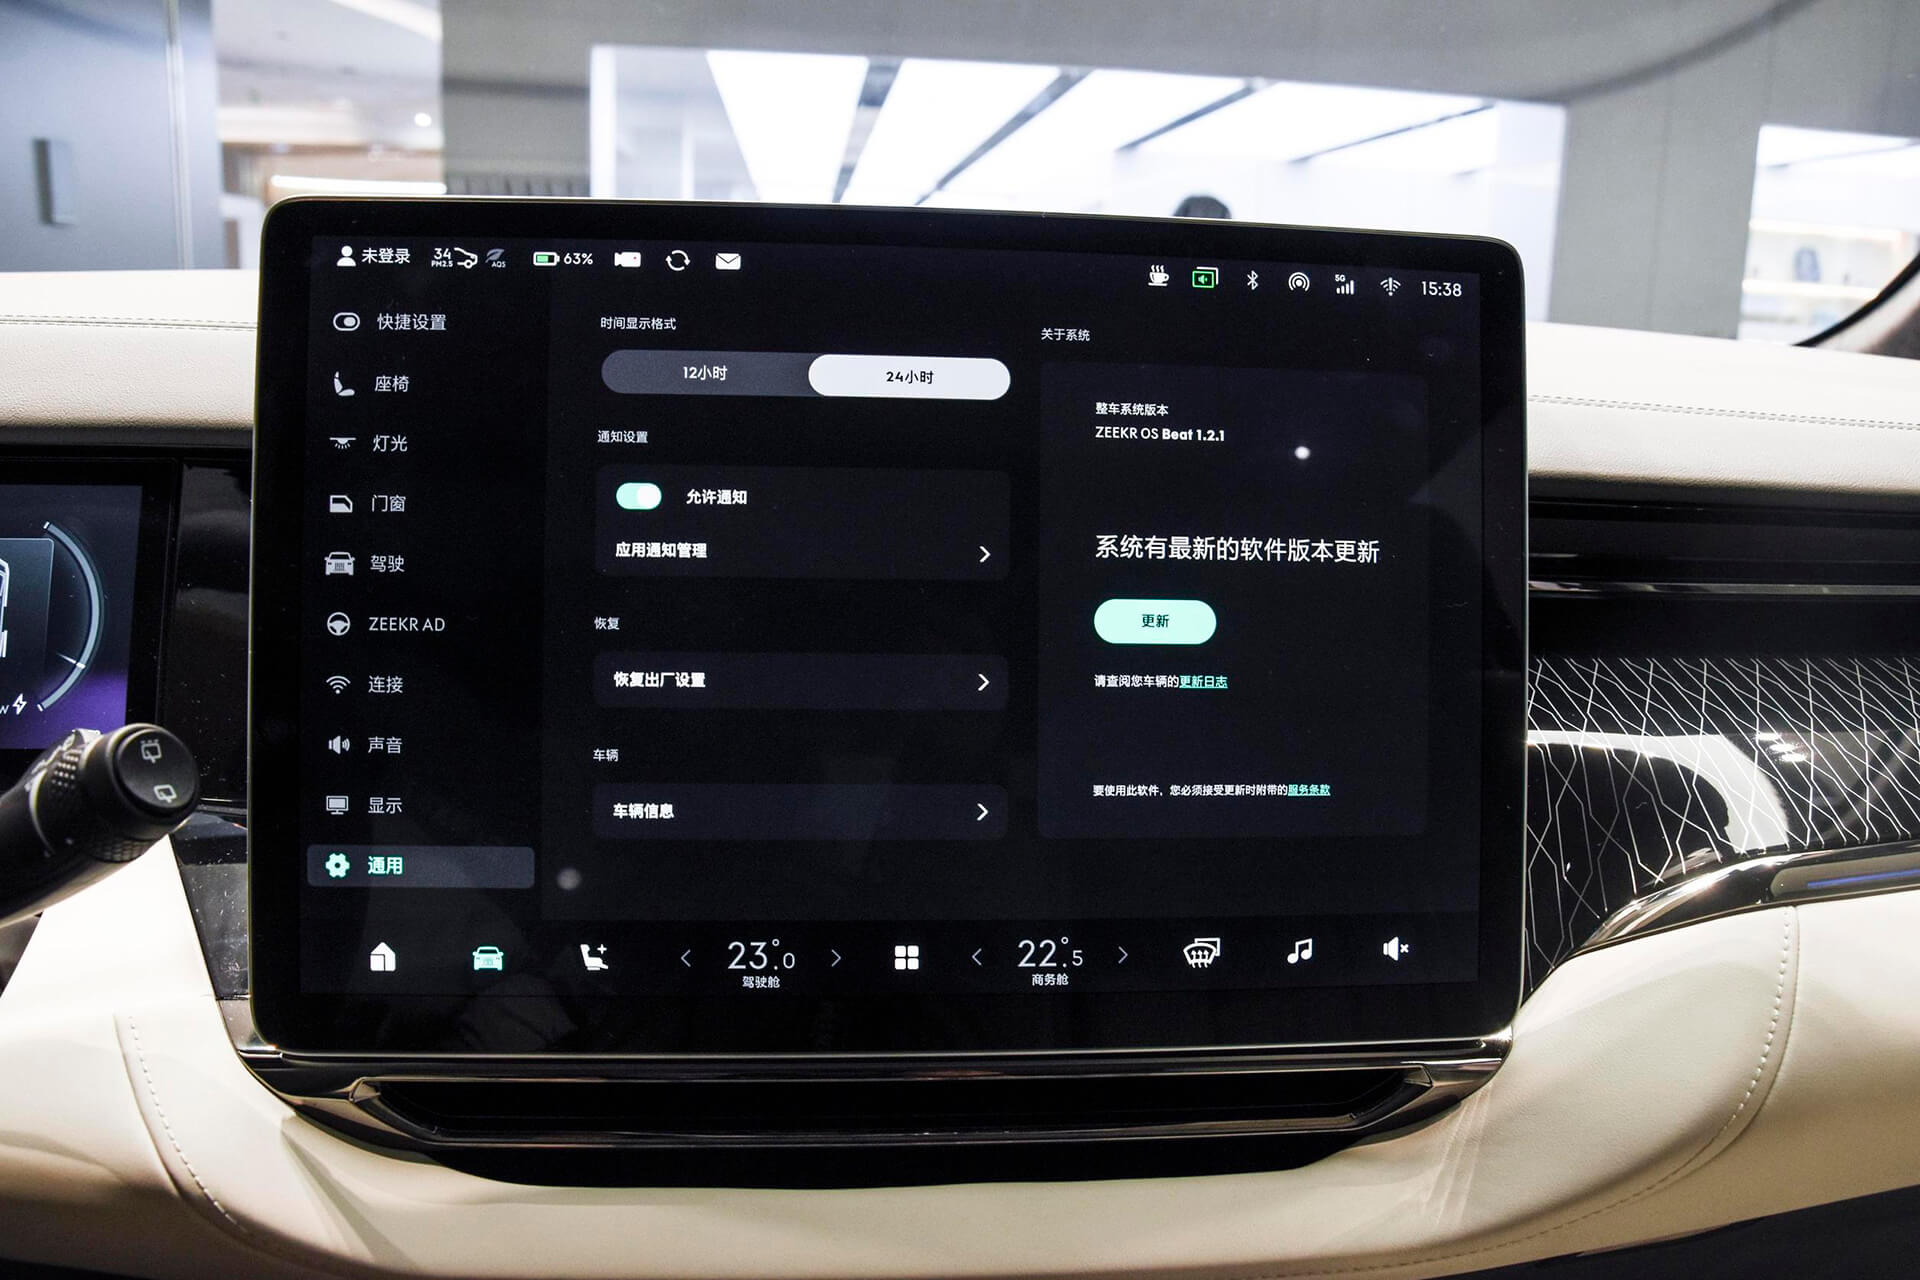 未登录
34
PM2.5
AQS
63%
5G
15:38
快捷设置
座椅
灯光
门窗
驾驶
ZEEKR AD
连接
声音
显示
通用
时间显示格式
12小时
24小时
通知设置
允许通知
应用通知管理
恢复
恢复出厂设置
车辆
车辆信息
关于系统
整车系统版本
ZEEKR OS Beat 1.2.1
系统有最新的软件版本更新
更新
请查阅您车辆的更新日志
要使用此软件，您必须接受更新时附带的服务条款
23.0
驾驶舱
22.5
商务舱